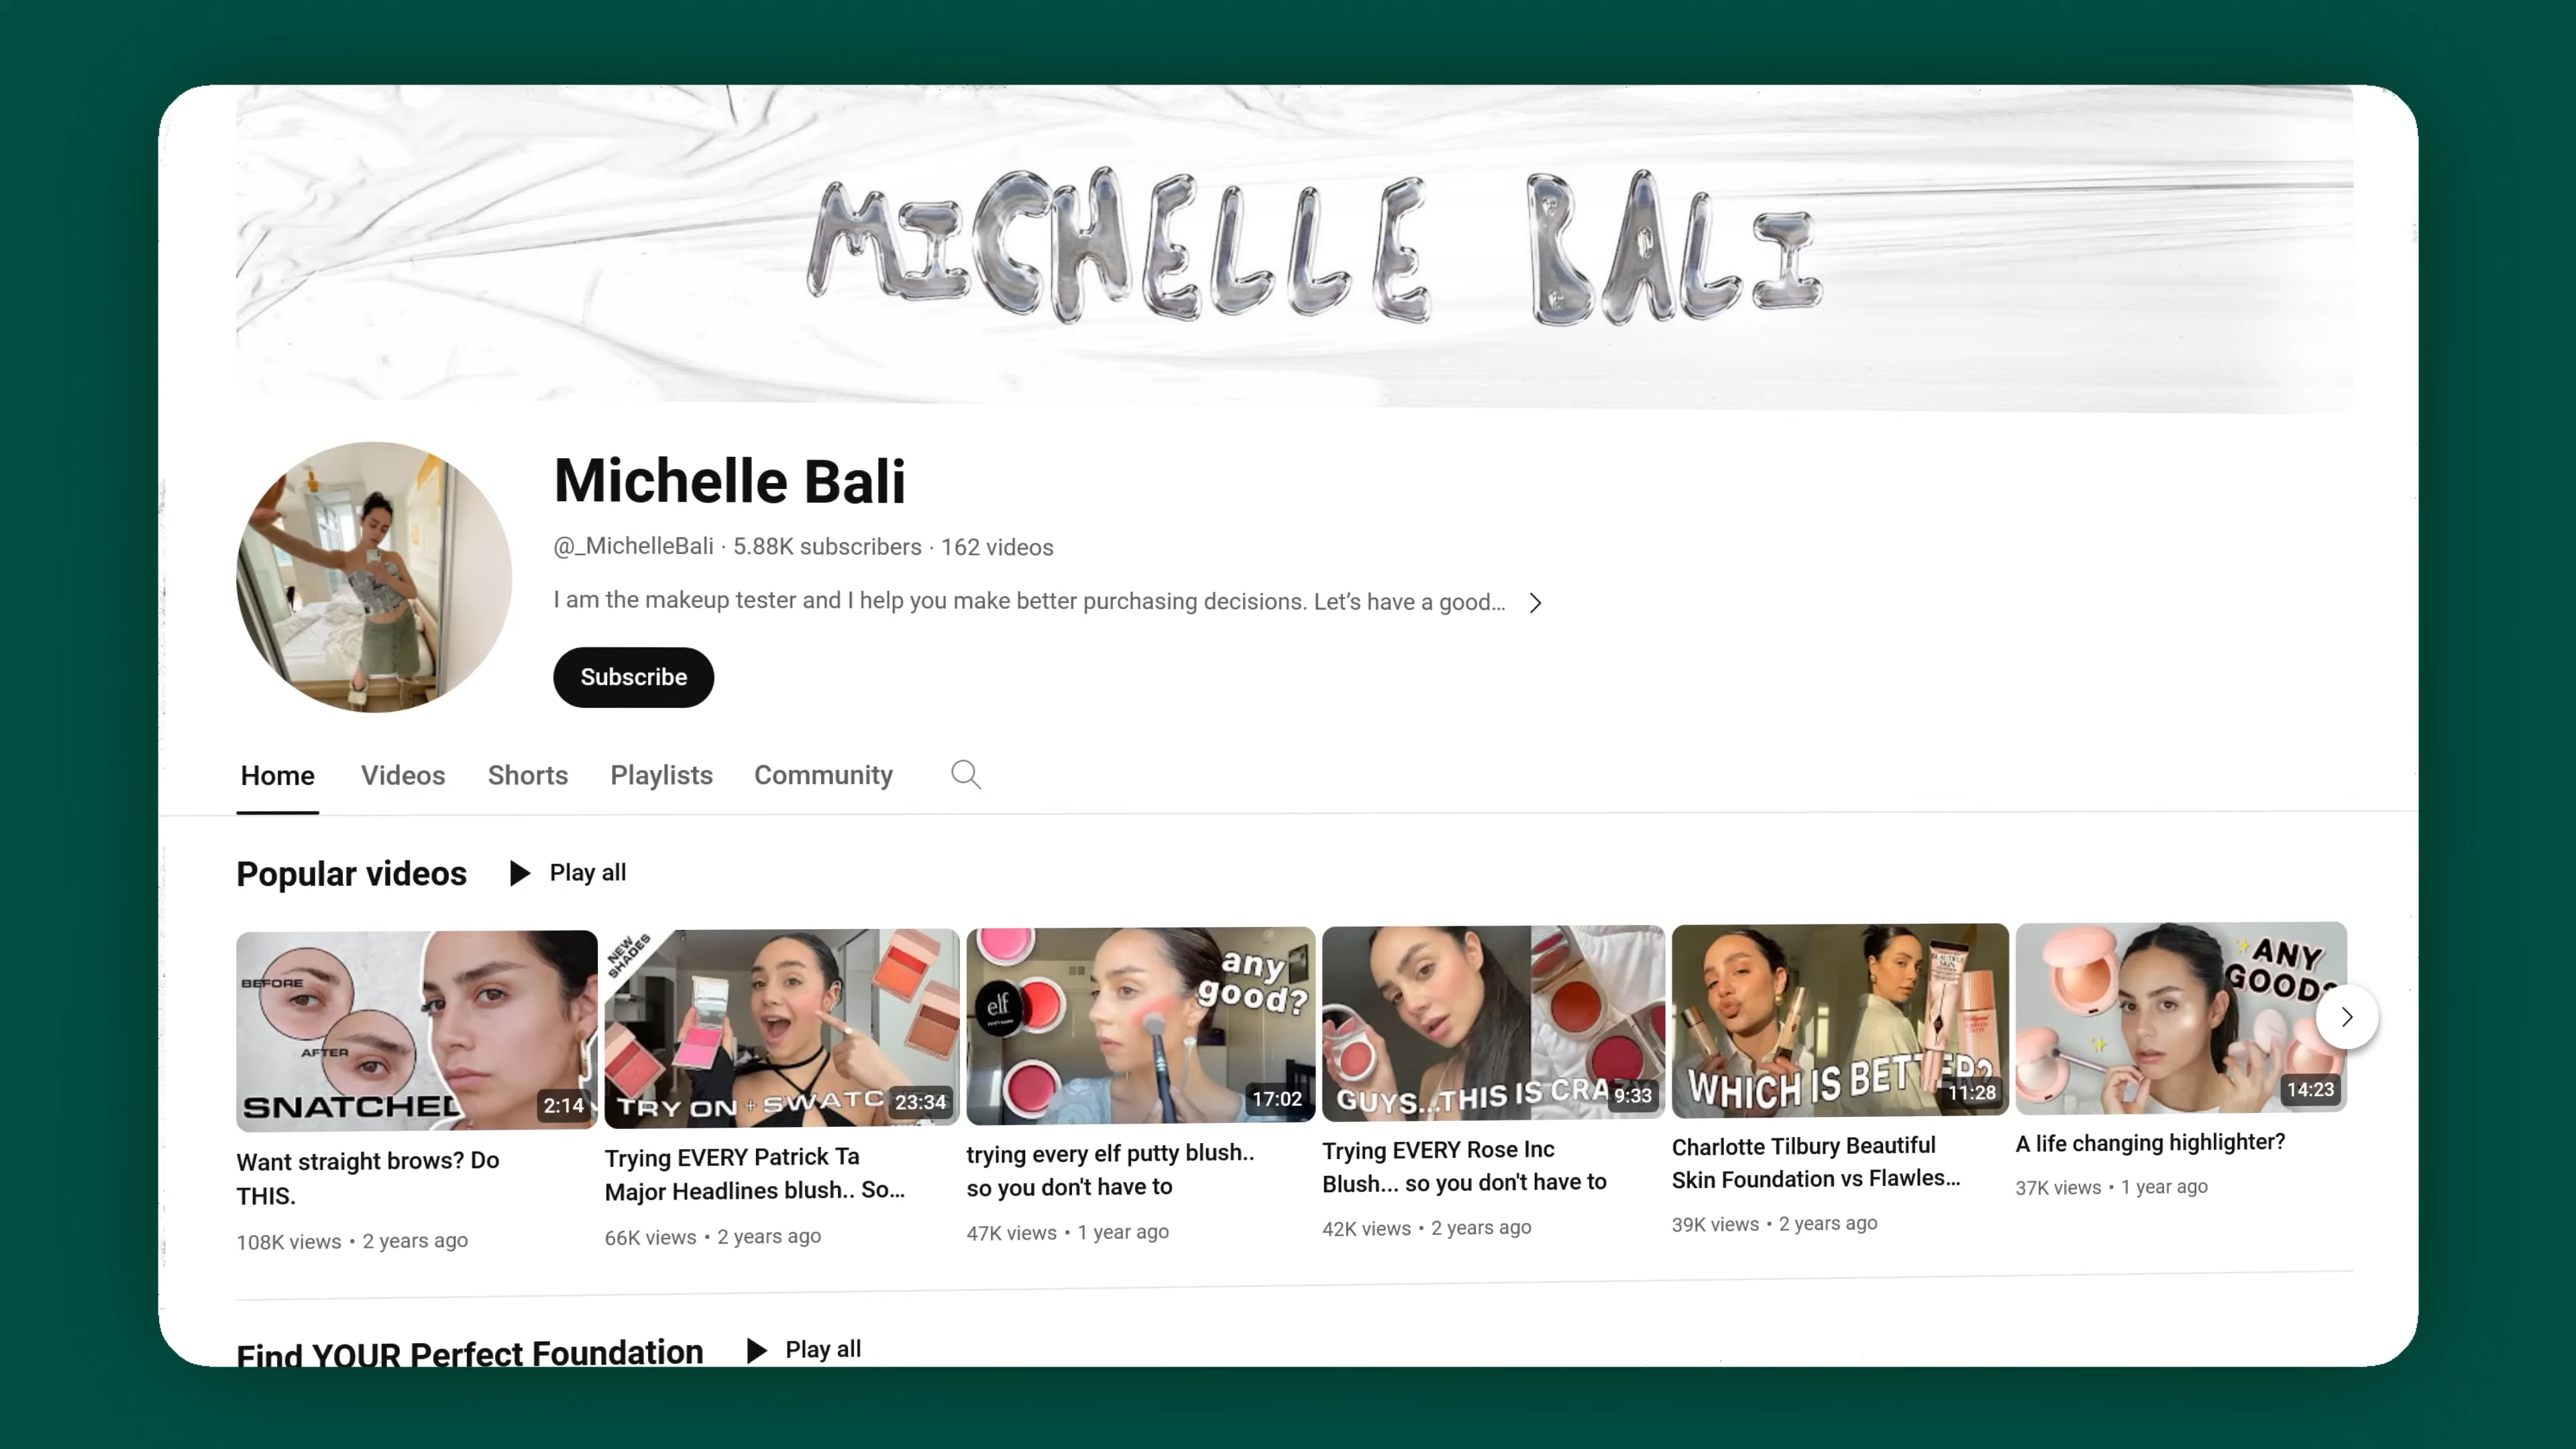 MICHELLE BALI
Michelle Bali
@_MichelleBali · 5.88K subscribers · 162 videos
I am the makeup tester and I help you make better purchasing decisions. Let's have a good...
Subscribe
Home Videos Shorts Playlists Community
Popular videos Play all
BEFORE
AFTER
SNATCHED
2:14
NEW
SHADES
TRY ON + SWATC
23:34
elf
any
good?
17:02
GUYS...THIS IS CRA
9:33
WHICH IS BETTER?
11:28
ANY
GOOD?
14:23
Want straight brows? Do
THIS.
108K views • 2 years ago
Trying EVERY Patrick Ta
Major Headlines blush.. So...
66K views • 2 years ago
trying every elf putty blush..
so you don't have to
47K views • 1 year ago
Trying EVERY Rose Inc
Blush... so you don't have to
42K views • 2 years ago
Charlotte Tilbury Beautiful
Skin Foundation vs Flawles...
39K views • 2 years ago
A life changing highlighter?
37K views • 1 year ago
Find YOUR Perfect Foundation Play all